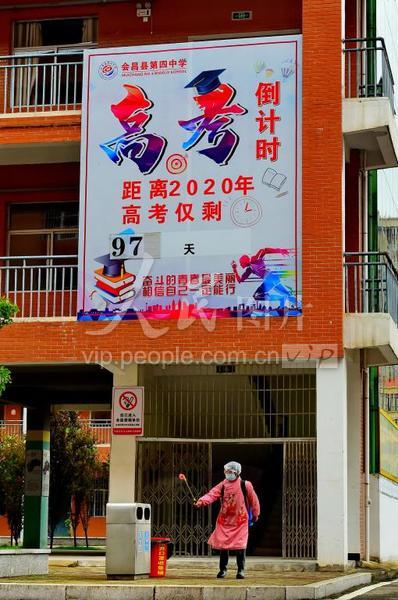 会昌县第四中学
高考
倒计时
距离2020年
高考仅剩
97 天
奋斗的青春最美丽
相信自己一定能行
人民图片
vip.people.com.cn VIP